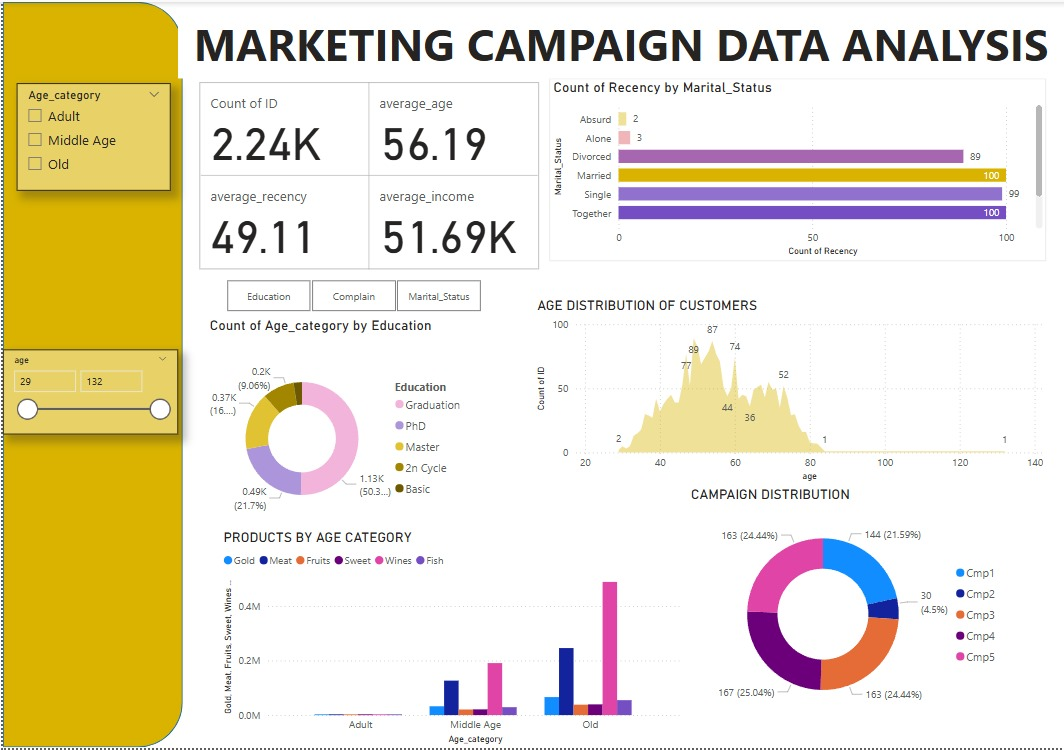 MARKETING CAMPAIGN DATA ANALYSIS
Age_category
Adult
Middle Age
Old
Count of ID
2.24K
average_age
56.19
average_recency
49.11
average_income
51.69K
Count of Recency by Marital_Status
Marital_Status
Absurd 2
Alone 3
Divorced 89
Married 100
Single 99
Together 100
0 50 100
Count of Recency
Education Complain Marital_Status
age
29 132
Count of Age_category by Education
0.2K
(9.06%)
0.37K
(16....)
0.49K
(21.7%)
1.13K
(50.3...)
Education
Graduation
PhD
Master
2n Cycle
Basic
AGE DISTRIBUTION OF CUSTOMERS
Count of ID
100
50
0
2
77
89
87
44
74
36
52
1
1
20 40 60 80 100 120 140
age
PRODUCTS BY AGE CATEGORY
Gold Meat Fruits Sweet Wines Fish
Gold, Meat, Fruits, Sweet, Wines ...
0.4M
0.2M
0.0M
Adult Middle Age Old
Age_category
CAMPAIGN DISTRIBUTION
163 (24.44%)
144 (21.59%)
30
(4.5%)
163 (24.44%)
167 (25.04%)
Cmp1
Cmp2
Cmp3
Cmp4
Cmp5